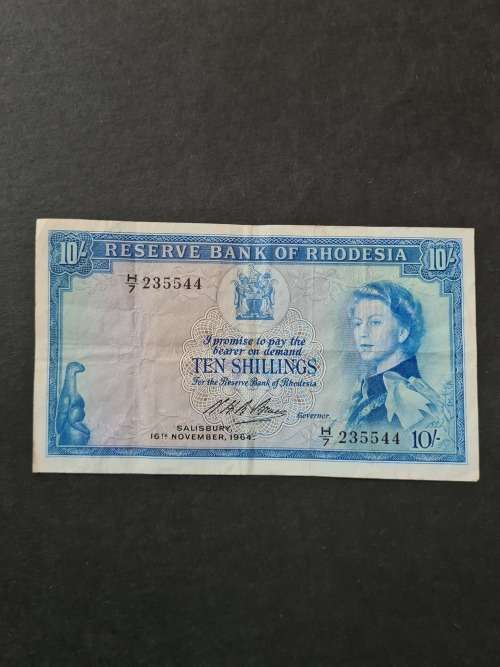 10/- RESERVE BANK OF RHODESIA 10/-
H/7 235544
I promise to pay the
bearer on demand
TEN SHILLINGS
For the Reserve Bank of Rhodesia
Governor.
SALISBURY,
16TH NOVEMBER, 1964.
H/7 235544 10/-